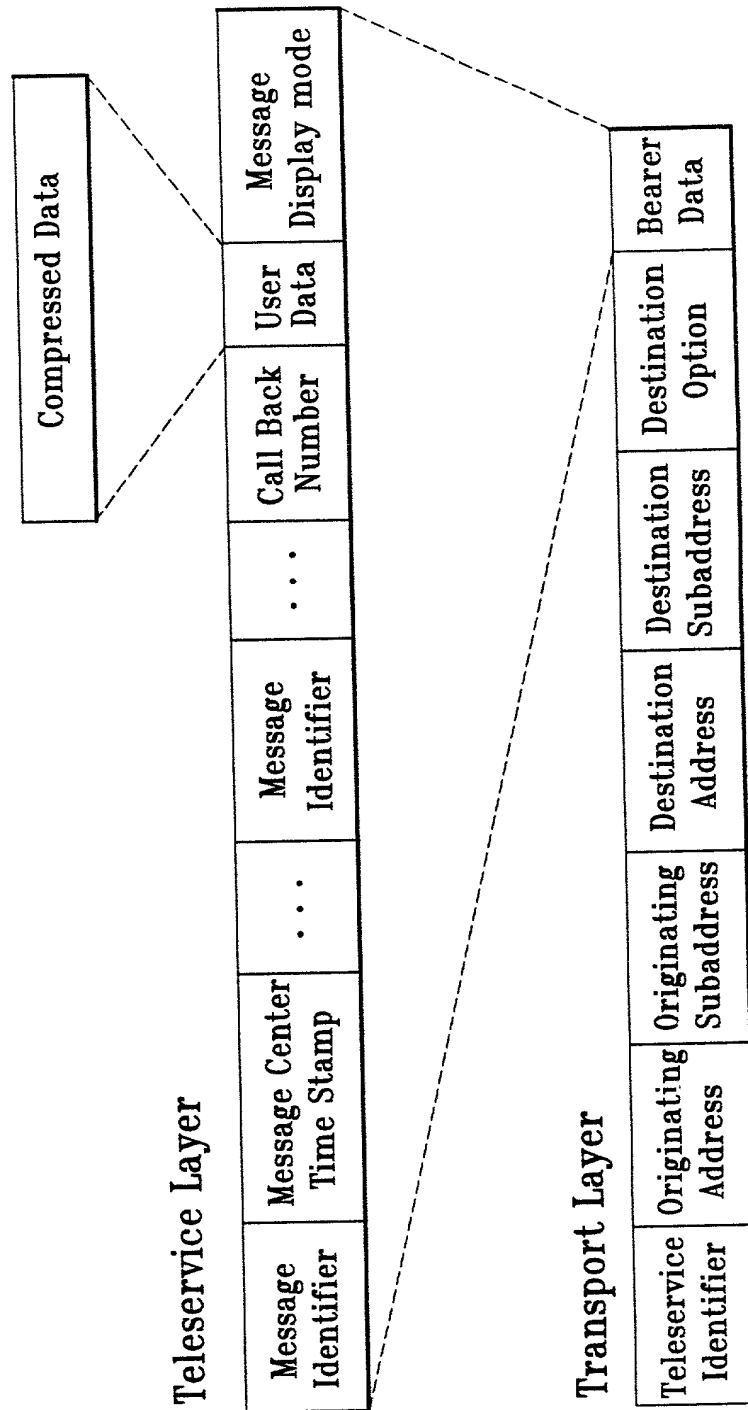 Compressed Data
Teleservice Layer
Message
Identifier
Message Center
Time Stamp
. . .
Message
Identifier
. . .
Call Back
Number
User
Data
Message
Display mode
Transport Layer
Teleservice
Identifier
Originating
Address
Originating
Subaddress
Destination
Address
Destination
Subaddress
Destination
Option
Bearer
Data